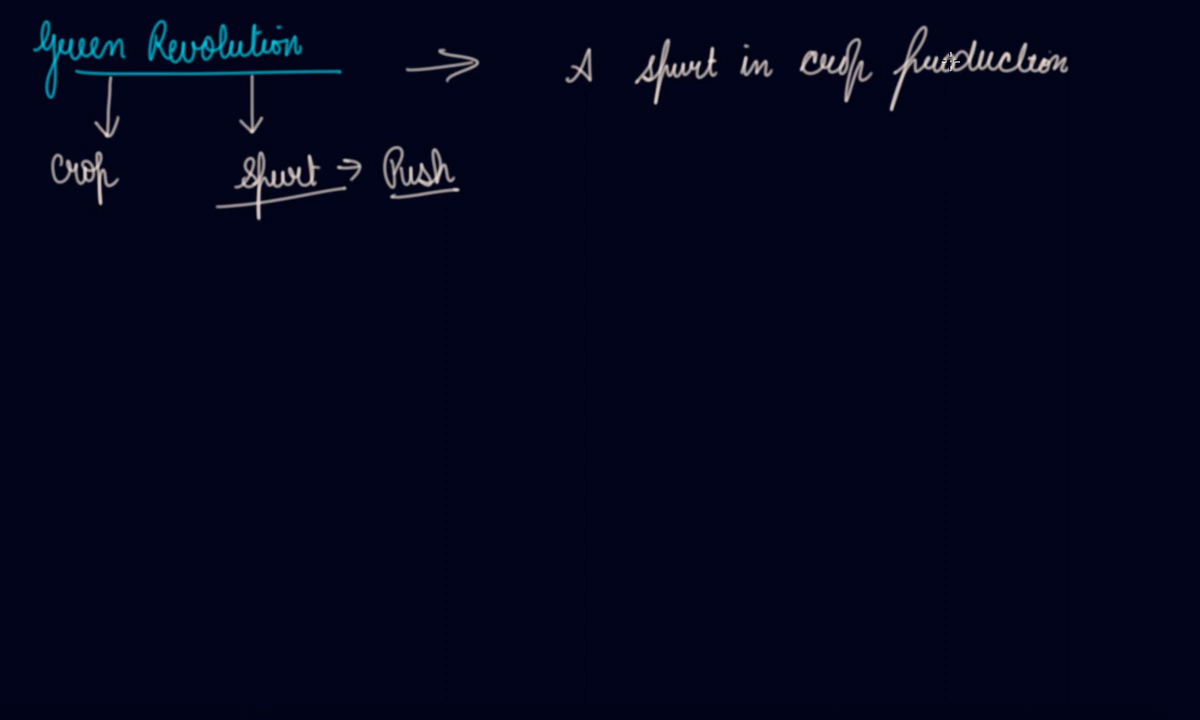 Green Revolution → A spurt in crop production
Crop Spurt → Push